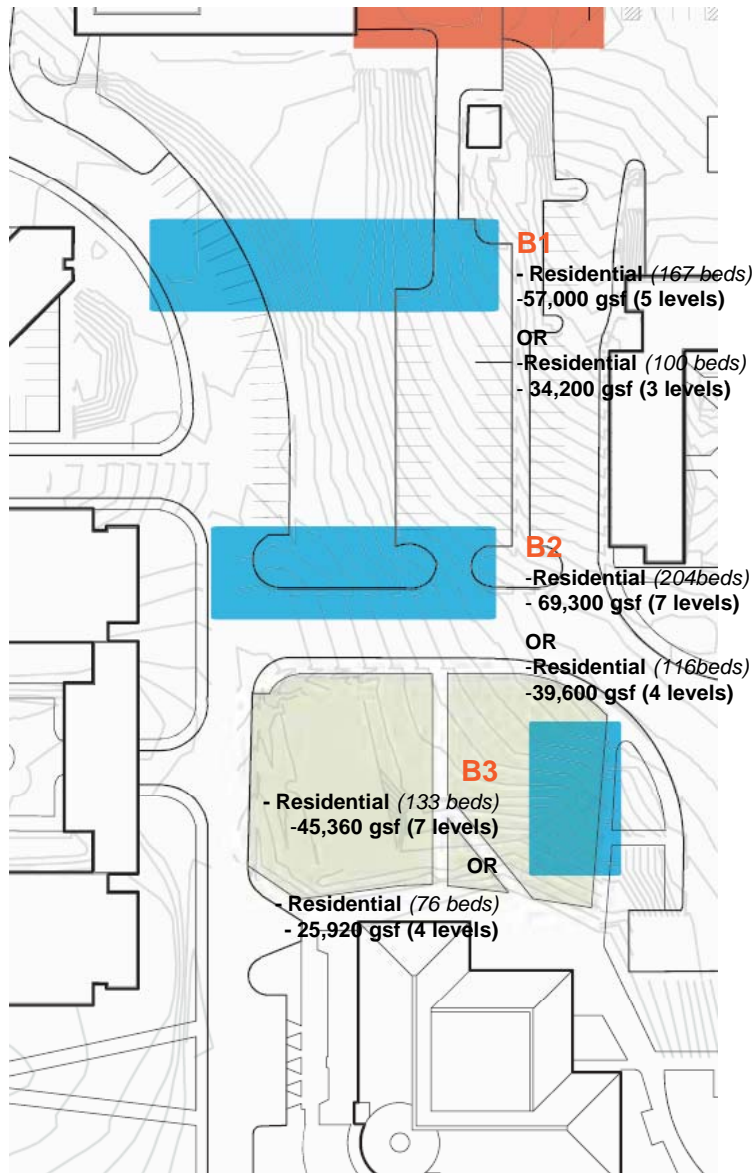 B1
- Residential (167 beds)
-57,000 gsf (5 levels)
OR
-Residential (100 beds)
- 34,200 gsf (3 levels)
B2
-Residential (204beds)
- 69,300 gsf (7 levels)
OR
-Residential (116beds)
-39,600 gsf (4 levels)
B3
- Residential (133 beds)
-45,360 gsf (7 levels)
OR
- Residential (76 beds)
- 25,920 gsf (4 levels)